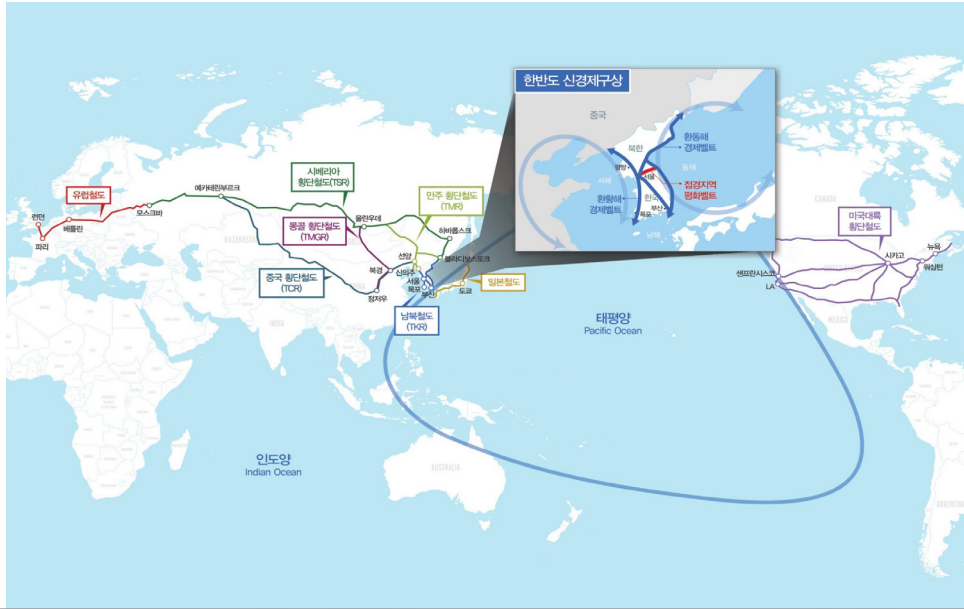 한반도 신경제구상
중국
북한
평양
서울
서해
동해
한국
부산
목포
남해
환동해
경제벨트
접경지역
평화벨트
환황해
경제벨트
유럽철도
런던
파리
베를린
모스크바
예카테린부르크
시베리아
횡단철도(TSR)
만주 횡단철도
(TMR)
몽골 횡단철도
(TMGR)
중국 횡단철도
(TCR)
울란우데
하바롭스크
블라디보스토크
선양
북경
신의주
서울
목포
부산
정저우
도쿄
일본철도
남북철도
(TKR)
미국대륙
횡단철도
뉴욕
시카고
워싱턴
샌프란시스코
LA
태평양
Pacific Ocean
인도양
Indian Ocean
KAZAKHSTAN
INDIA
AUSTRALIA
CANADA
MEXICO
ARGENTINA